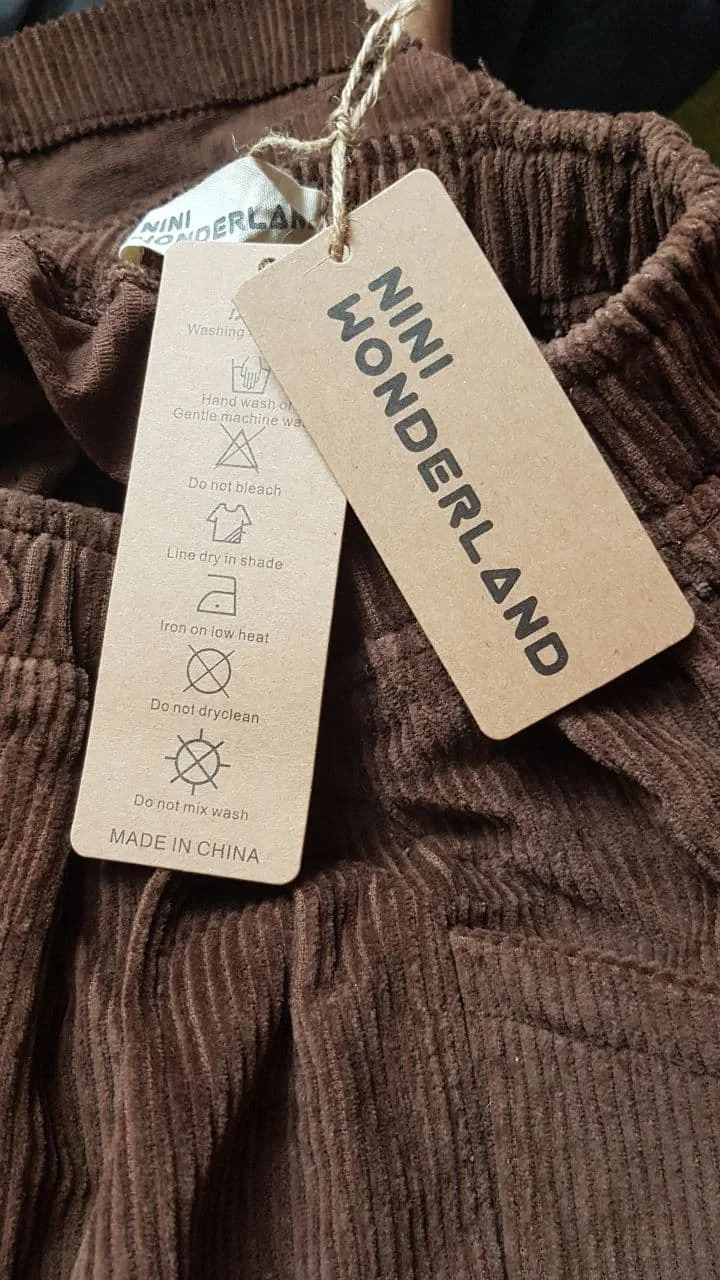 NINI
WONDERLAN
Washing
Hand wash or
Gentle machine wa
Do not bleach
Line dry in shade
Iron on low heat
Do not dryclean
Do not mix wash
MADE IN CHINA
NINI
WONDERLAND